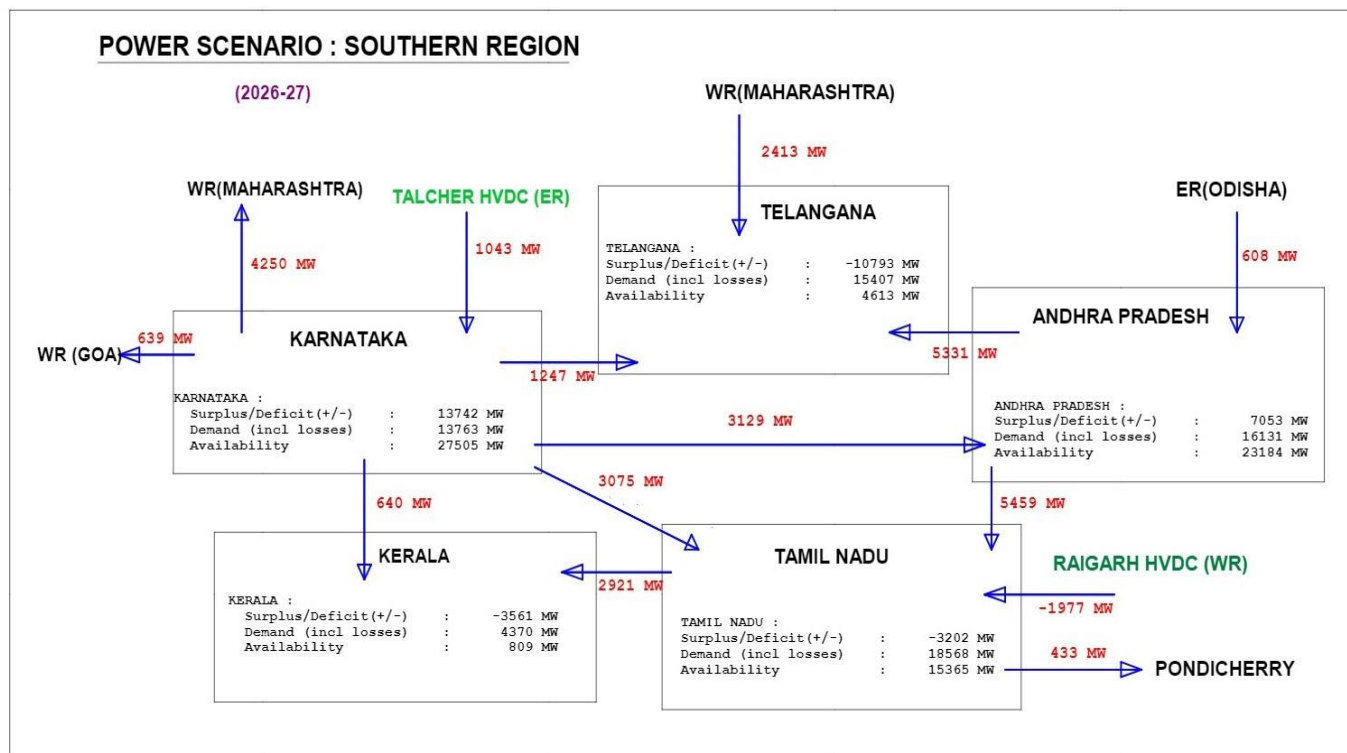 POWER SCENARIO : SOUTHERN REGION
(2026-27)
WR(MAHARASHTRA)
2413 MW
WR(MAHARASHTRA)
TALCHER HVDC (ER)
ER(ODISHA)
4250 MW
1043 MW
608 MW
TELANGANA
TELANGANA :
Surplus/Deficit(+/-) : -10793 MW
Demand (incl losses) : 15407 MW
Availability : 4613 MW
639 MW
WR (GOA)
KARNATAKA
KARNATAKA :
Surplus/Deficit(+/-) : 13742 MW
Demand (incl losses) : 13763 MW
Availability : 27505 MW
1247 MW
5331 MW
ANDHRA PRADESH
ANDHRA PRADESH :
Surplus/Deficit(+/-) : 7053 MW
Demand (incl losses) : 16131 MW
Availability : 23184 MW
3129 MW
3075 MW
640 MW
5459 MW
KERALA
KERALA :
Surplus/Deficit(+/-) : -3561 MW
Demand (incl losses) : 4370 MW
Availability : 809 MW
2921 MW
TAMIL NADU
TAMIL NADU :
Surplus/Deficit(+/-) : -3202 MW
Demand (incl losses) : 18568 MW
Availability : 15365 MW
RAIGARH HVDC (WR)
-1977 MW
433 MW
PONDICHERRY